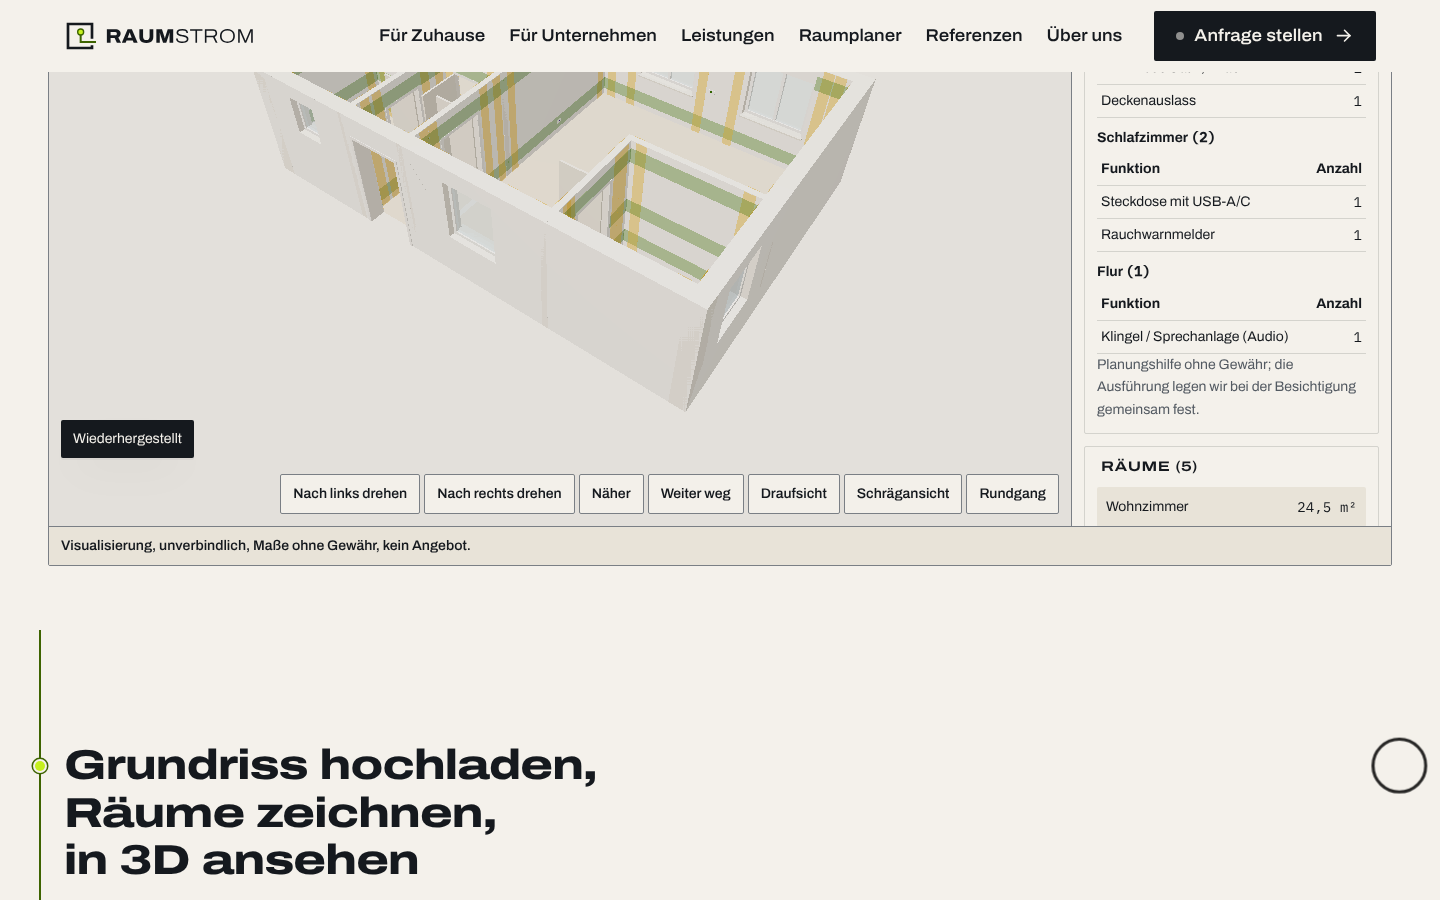 RAUMSTROM
Für Zuhause
Für Unternehmen
Leistungen
Raumplaner
Referenzen
Über uns
Anfrage stellen
Deckenauslass 1
Schlafzimmer (2)
Funktion Anzahl
Steckdose mit USB-A/C 1
Rauchwarnmelder 1
Flur (1)
Funktion Anzahl
Klingel / Sprechanlage (Audio) 1
Planungshilfe ohne Gewähr; die
Ausführung legen wir bei der Besichtigung
gemeinsam fest.
Wiederhergestellt
Nach links drehen
Nach rechts drehen
Näher
Weiter weg
Draufsicht
Schrägansicht
Rundgang
RÄUME (5)
Wohnzimmer 24,5 m²
Visualisierung, unverbindlich, Maße ohne Gewähr, kein Angebot.
Grundriss hochladen,
Räume zeichnen,
in 3D ansehen